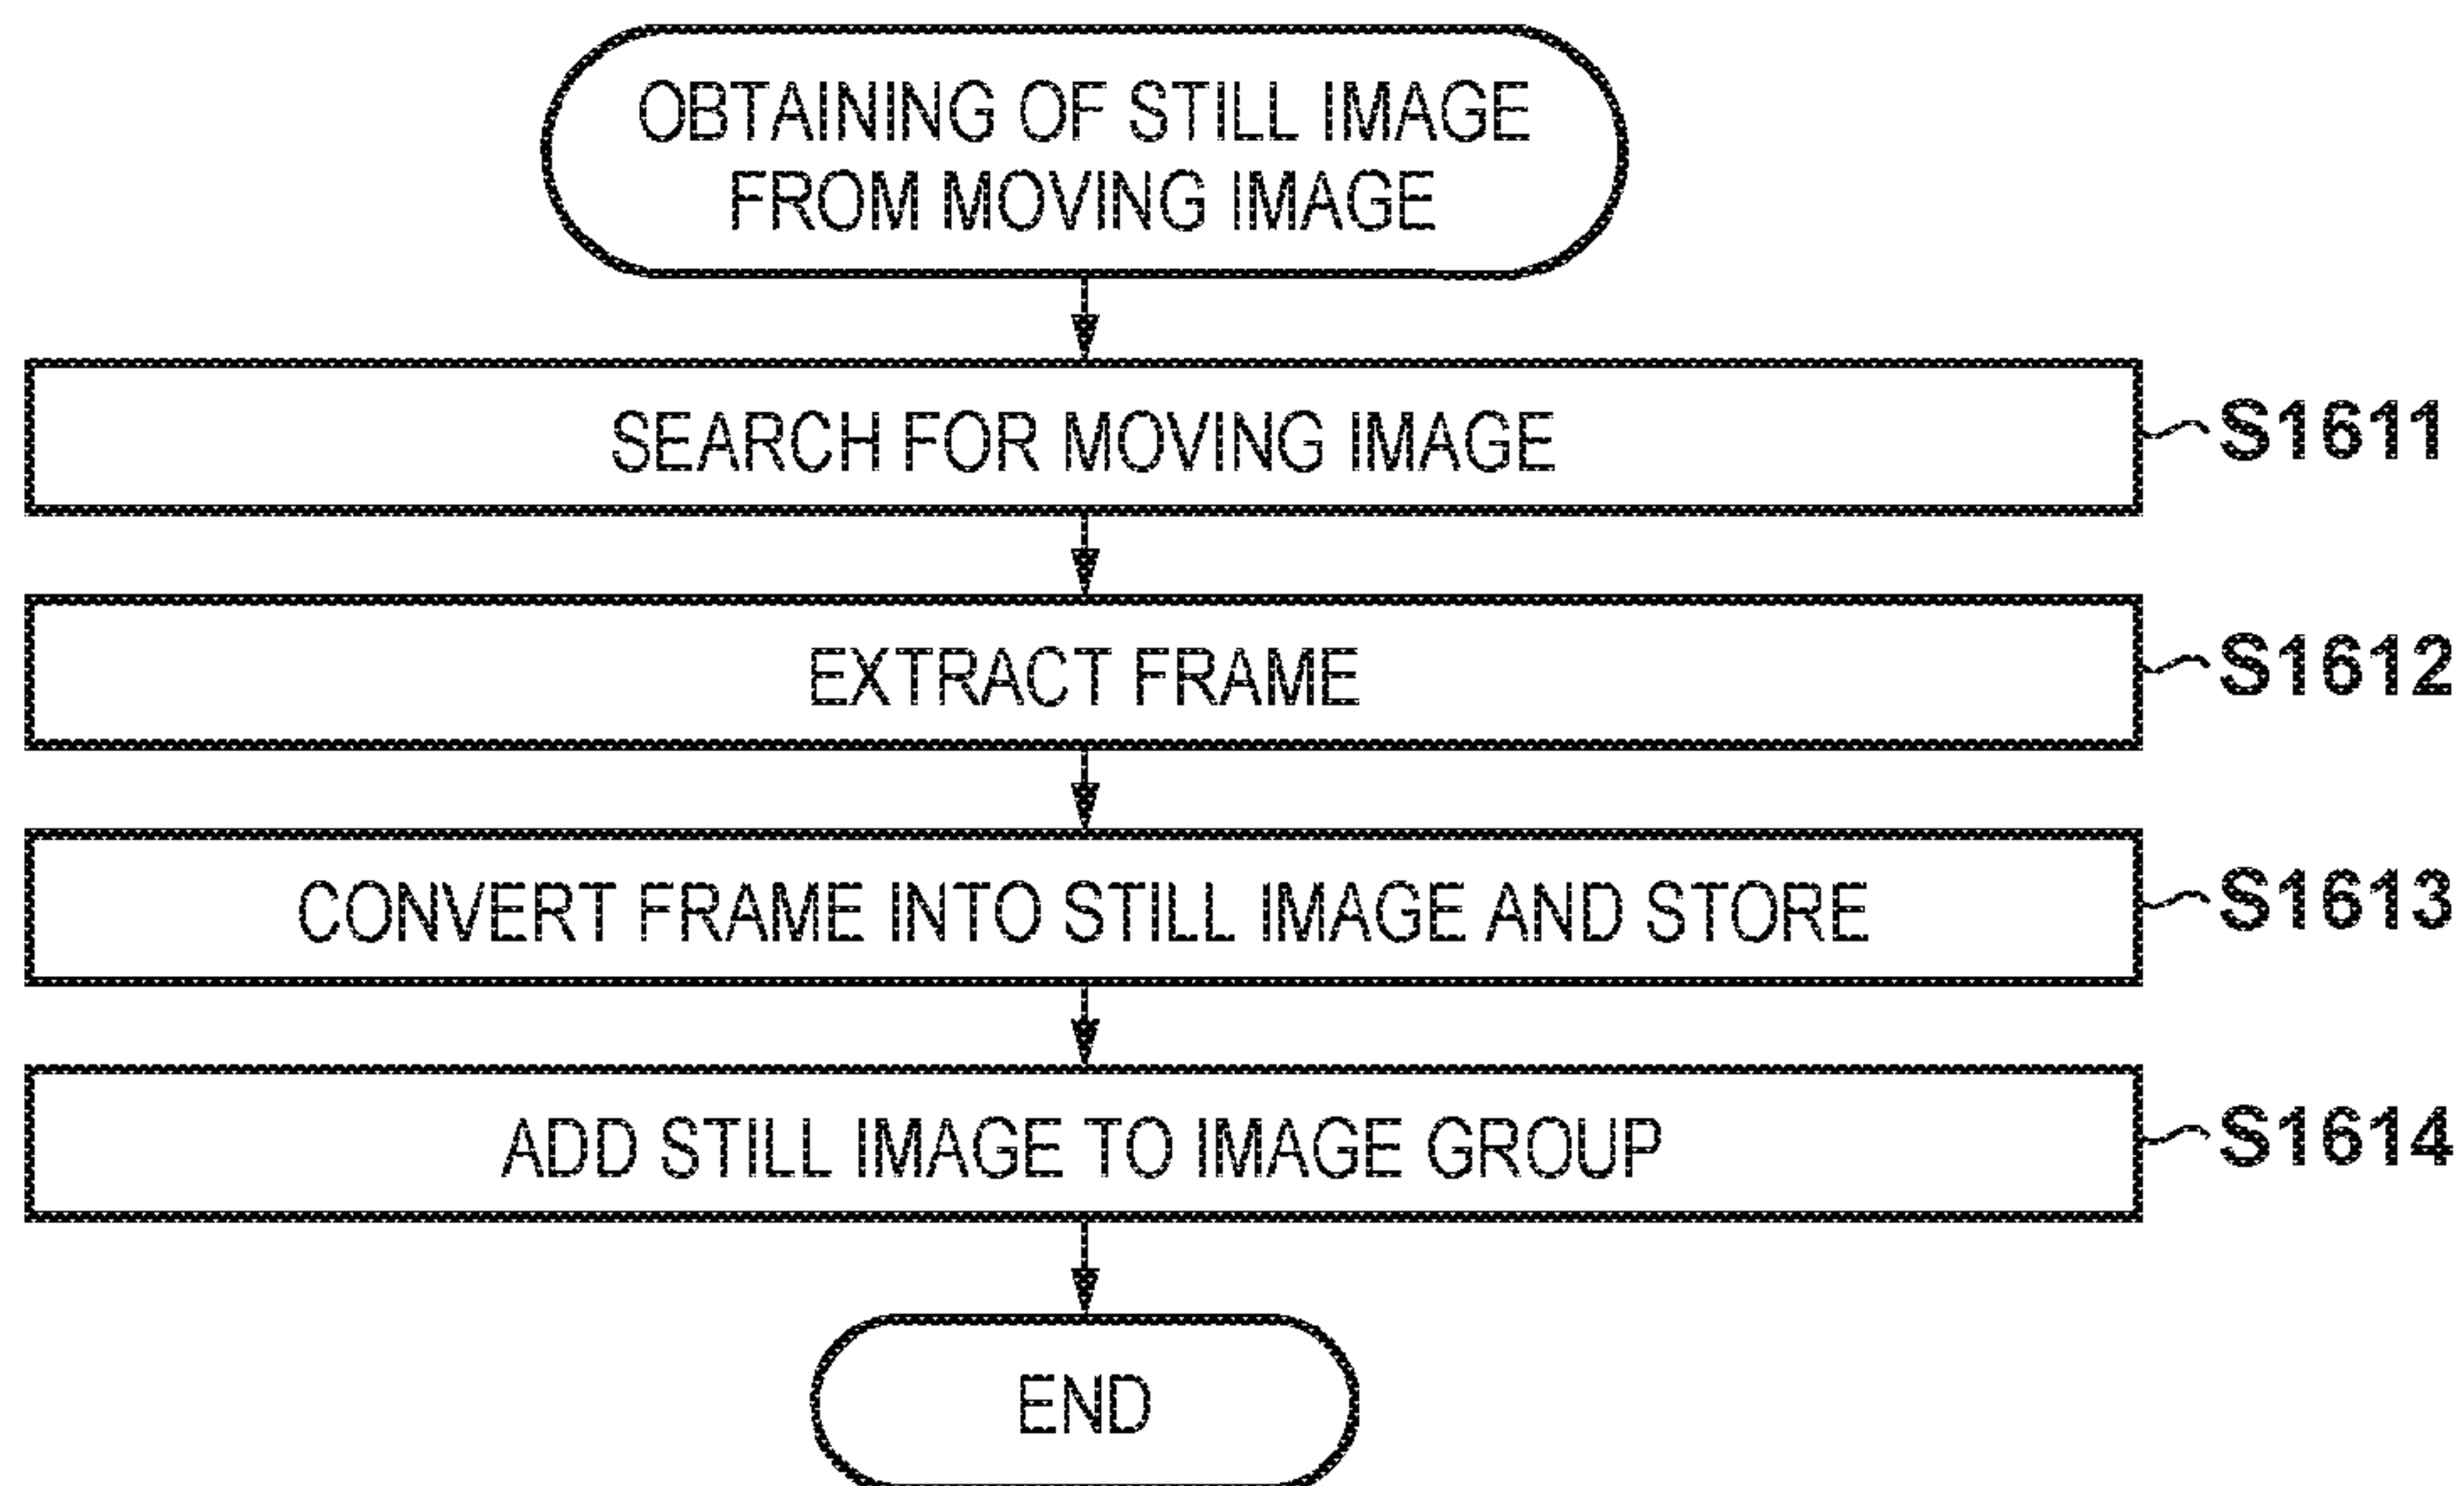 OBTAINING OF STILL IMAGE
FROM MOVING IMAGE
SEARCH FOR MOVING IMAGE
S1611
EXTRACT FRAME
S1612
CONVERT FRAME INTO STILL IMAGE AND STORE
S1613
ADD STILL IMAGE TO IMAGE GROUP
S1614
END